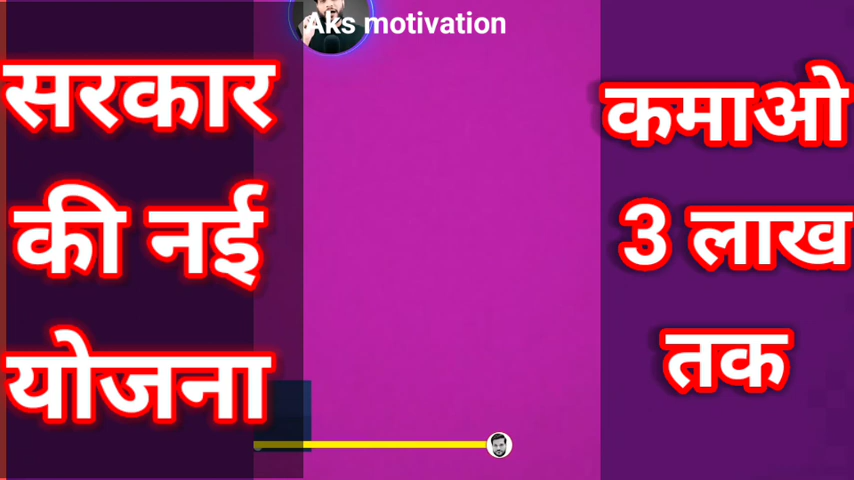 Aks motivation
सरकार
की नई
योजना
कमाओ
3 लाख
तक